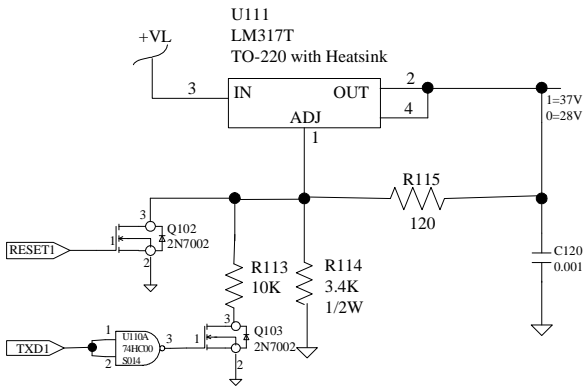 U111
LM317T
TO-220 with Heatsink
+VL
3
IN
OUT
2
4
ADJ
1
1=37V
0=28V
R115
120
3
Q102
2N7002
1
2
RESET1
R113
10K
R114
3.4K
1/2W
C120
0.001
TXD1
1
2
U110A
74HC00
S014
3
3
Q103
2N7002
1
2